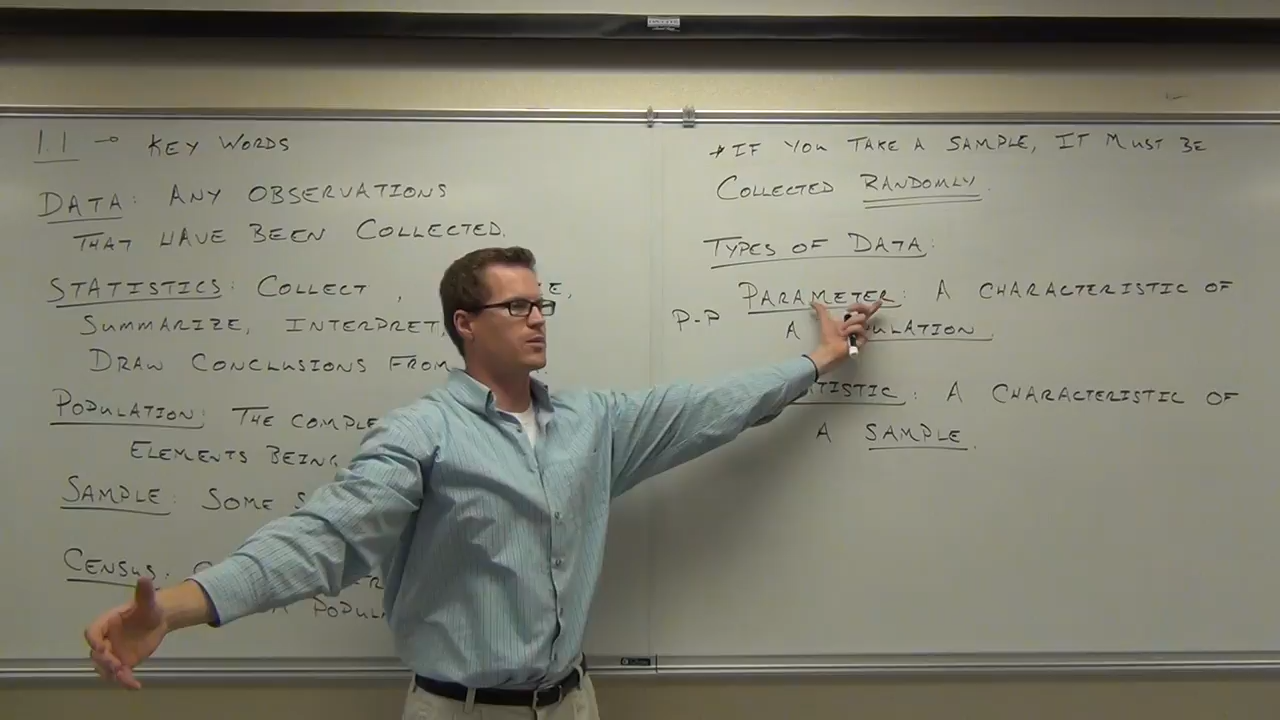 1.1 → KEY WORDS
DATA: ANY OBSERVATIONS
THAT HAVE BEEN COLLECTED.
STATISTICS: COLLECT ,
SUMMARIZE, INTERPRET,
DRAW CONCLUSIONS FROM
POPULATION: THE
ELEMENTS BEING
SAMPLE: SOME
CENSUS:
A
* IF YOU TAKE A SAMPLE, IT MUST BE
COLLECTED RANDOMLY.
TYPES OF DATA:
PARAMETER: A CHARACTERISTIC OF
P-P A
A CHARACTERISTIC OF
A SAMPLE.